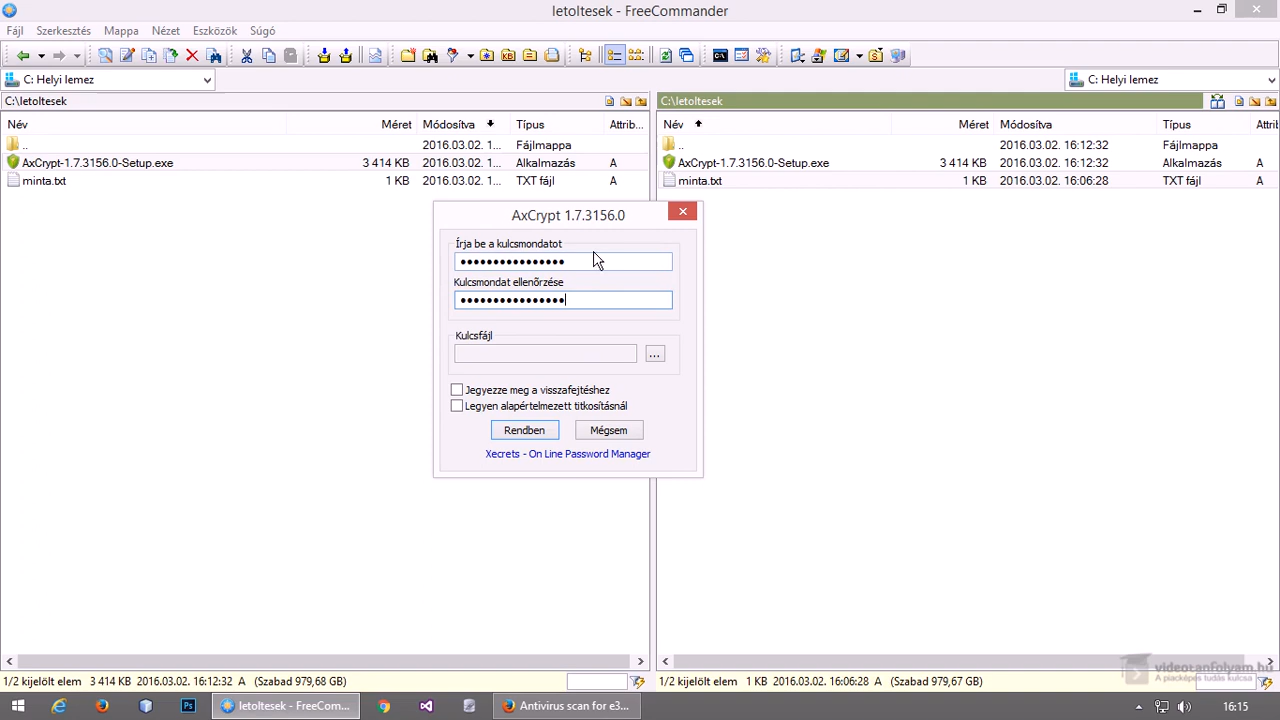 letoltesek - FreeCommander
Fájl Szerkesztés Mappa Nézet Eszközök Súgó
C: Helyi lemez
C: Helyi lemez
C:\letoltesek
C:\letoltesek
Név Méret Módosítva Típus Attrib...
Név Méret Módosítva Típus Attrib
.. 2016.03.02. 1... Fájlmappa
.. 2016.03.02. 16:12:32 Fájlmappa
AxCrypt-1.7.3156.0-Setup.exe 3 414 KB 2016.03.02. 1... Alkalmazás A
AxCrypt-1.7.3156.0-Setup.exe 3 414 KB 2016.03.02. 16:12:32 Alkalmazás A
minta.txt 1 KB 2016.03.02. 1... TXT fájl A
minta.txt 1 KB 2016.03.02. 16:06:28 TXT fájl A
AxCrypt 1.7.3156.0
Írja be a kulcsmondatot
Kulcsmondat ellenõrzése
Kulcsfájl
...
Jegyezze meg a visszafejtéshez
Legyen alapértelmezett titkosításnál
Rendben Mégsem
Xecrets - On Line Password Manager
1/2 kijelölt elem 3 414 KB 2016.03.02. 16:12:32 A (Szabad 979,68 GB)
1/2 kijelölt elem 1 KB 2016.03.02. 16:06:28 A (Szabad 979,67 GB)
videotanfolyam.hu
A piacképes tudás kulcsa
letoltesek - FreeCom...
Antivirus scan for e3...
16:15